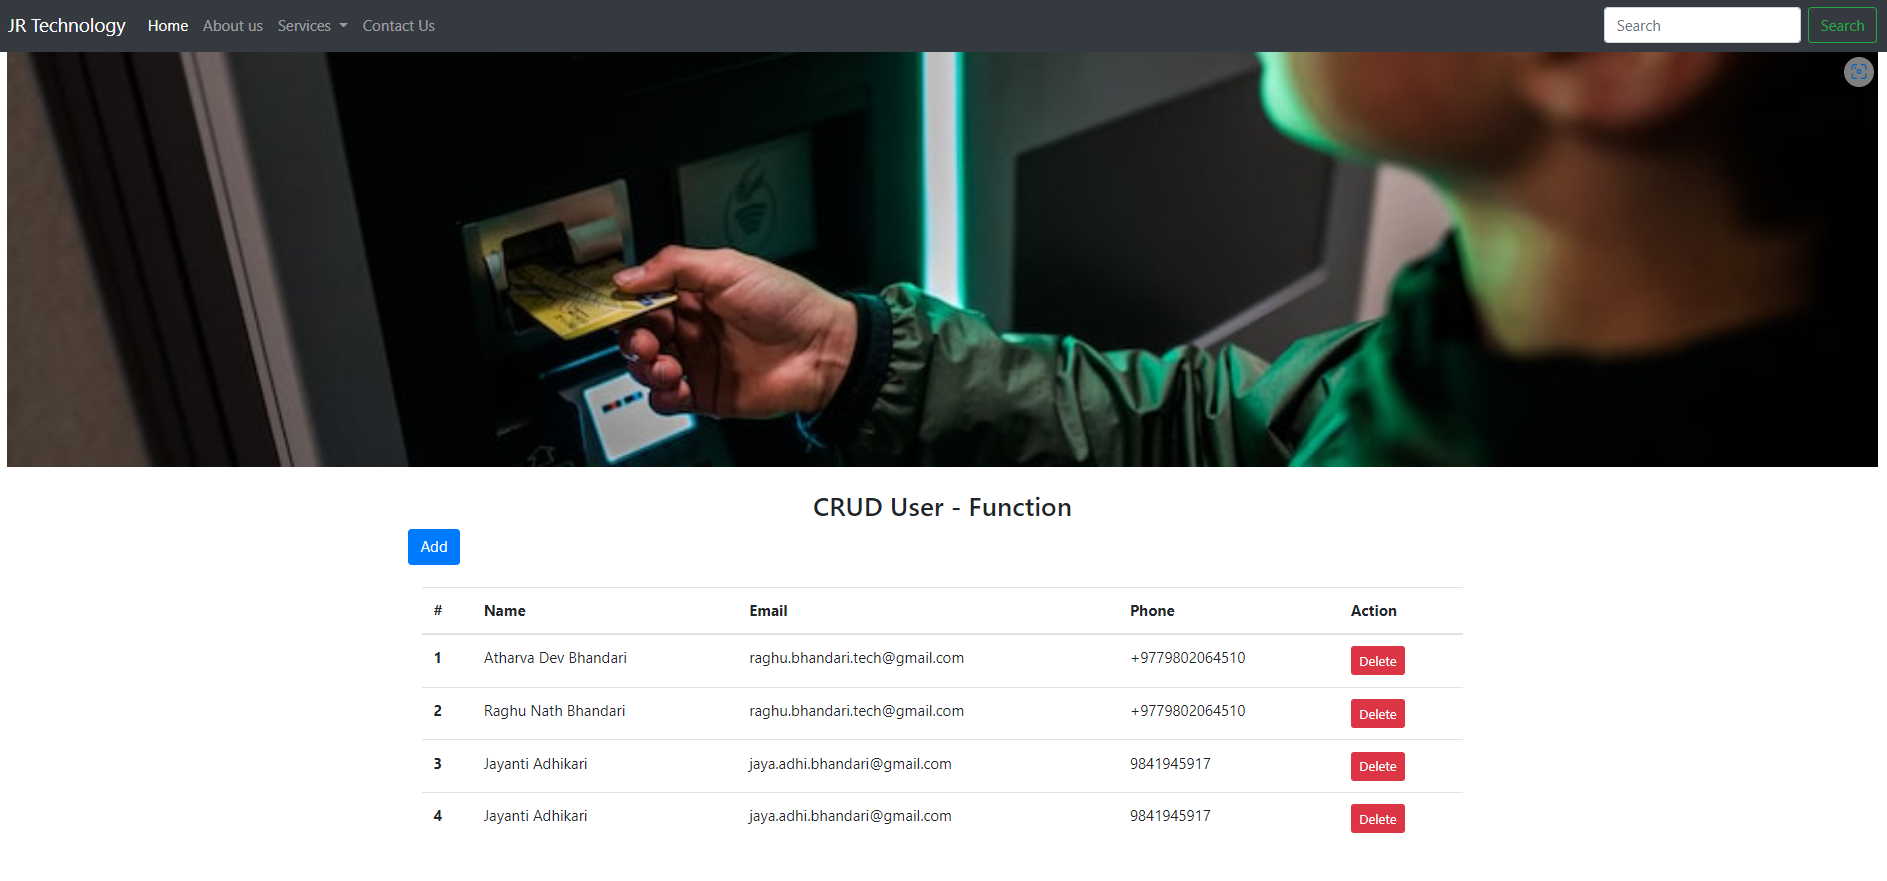 JR Technology Home About us Services Contact Us Search Search
CRUD User - Function
Add
# Name Email Phone Action
1 Atharva Dev Bhandari raghu.bhandari.tech@gmail.com +9779802064510 Delete
2 Raghu Nath Bhandari raghu.bhandari.tech@gmail.com +9779802064510 Delete
3 Jayanti Adhikari jaya.adhi.bhandari@gmail.com 9841945917 Delete
4 Jayanti Adhikari jaya.adhi.bhandari@gmail.com 9841945917 Delete